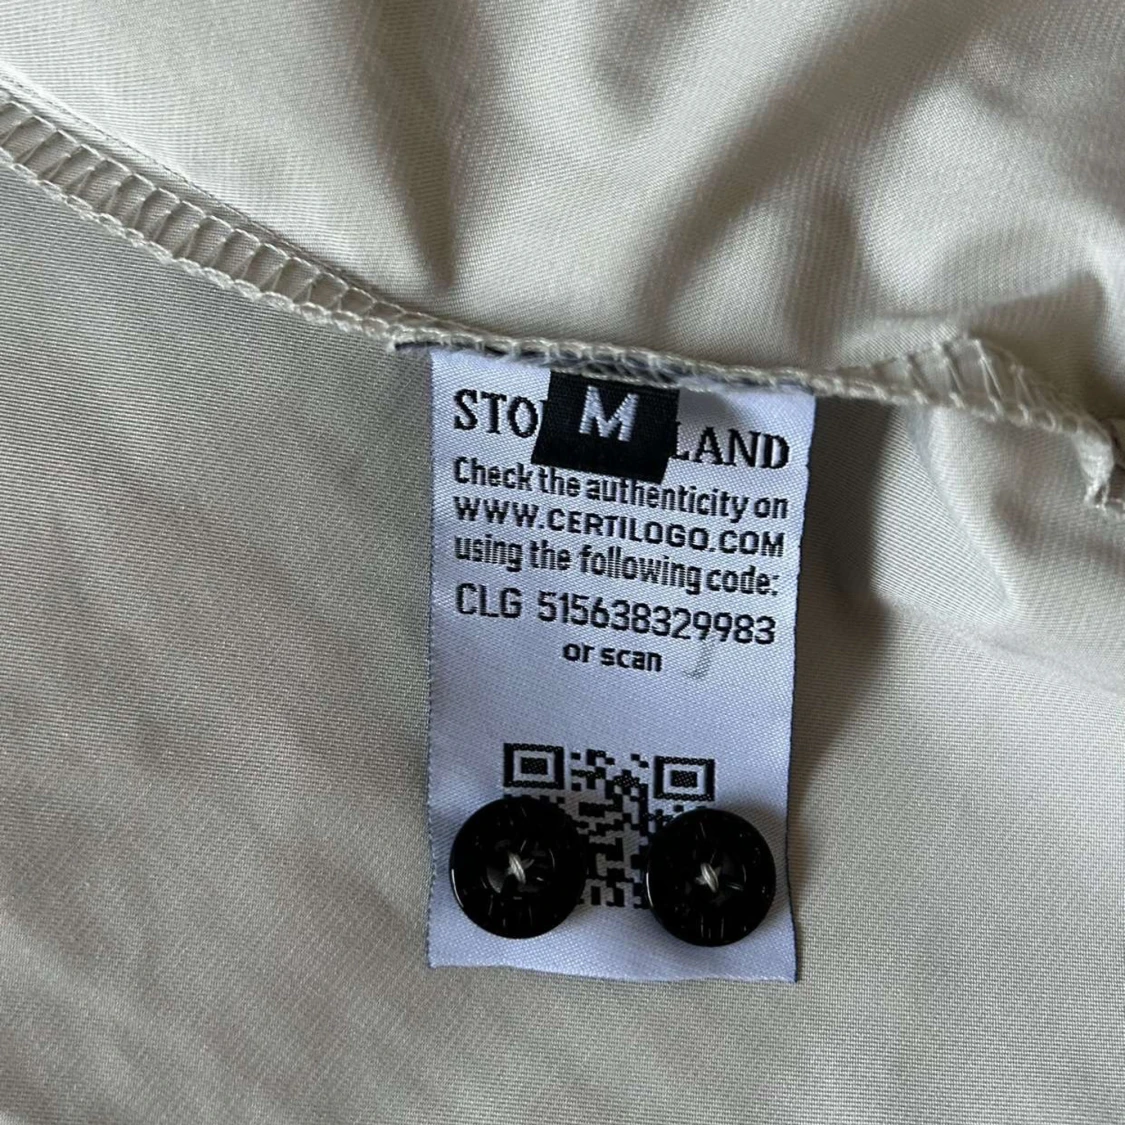 STO M LAND
Check the authenticity on
WWW.CERTILOGO.COM
using the following code:
CLG 515638329983
or scan